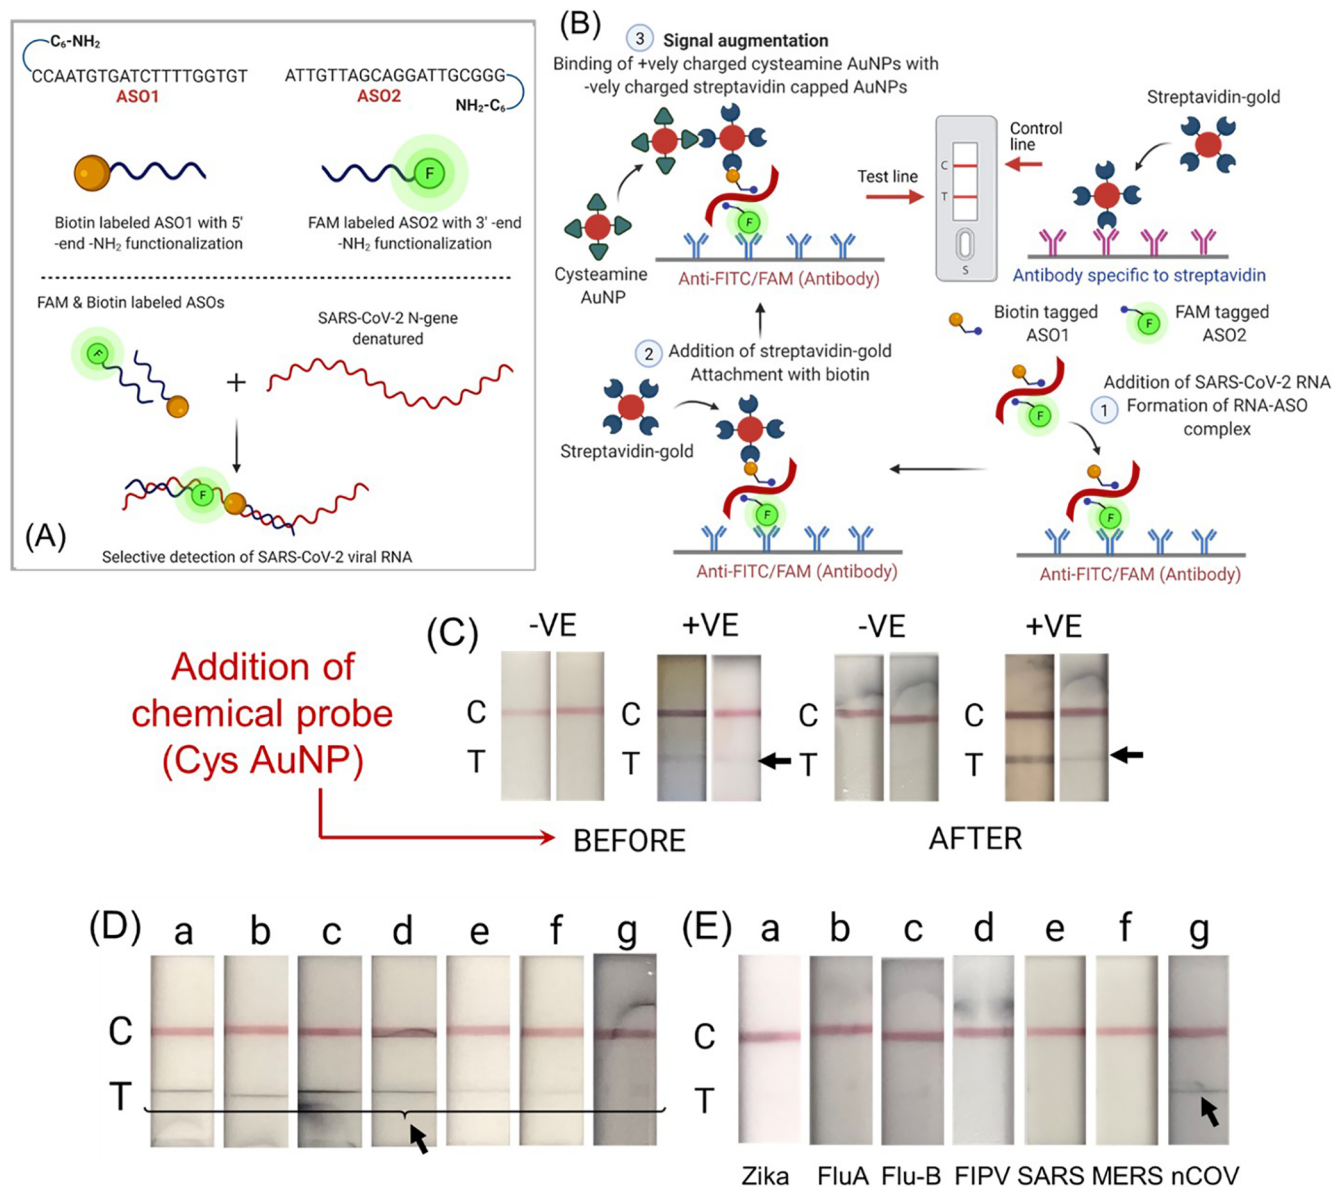 C₆-NH₂
CCAATGTGATCTTTTGGTGT
ASO1
ATTGTTAGCAGGATTGCGGG
ASO2
NH₂-C₆
F
Biotin labeled ASO1 with 5'
-end -NH₂ functionalization
FAM labeled ASO2 with 3' -end
-NH₂ functionalization
FAM & Biotin labeled ASOs
F
+
SARS-CoV-2 N-gene
denatured
F
(A)
Selective detection of SARS-CoV-2 viral RNA
(B)
3 Signal augmentation
Binding of +vely charged cysteamine AuNPs with
-vely charged streptavidin capped AuNPs
Cysteamine
AuNP
F
Anti-FITC/FAM (Antibody)
Test line
C
T
S
Control
line
Streptavidin-gold
Antibody specific to streptavidin
Biotin tagged
ASO1
F
FAM tagged
ASO2
2 Addition of streptavidin-gold
Attachment with biotin
Streptavidin-gold
F
Anti-FITC/FAM (Antibody)
F
1
Addition of SARS-CoV-2 RNA
Formation of RNA-ASO
complex
F
Anti-FITC/FAM (Antibody)
Addition of
chemical probe
(Cys AuNP)
(C)
-VE +VE -VE +VE
C C C C
T T T T
BEFORE AFTER
(D) a b c d e f g
C
T
(E) a b c d e f g
C
T
Zika FluA Flu-B FIPV SARS MERS nCOV